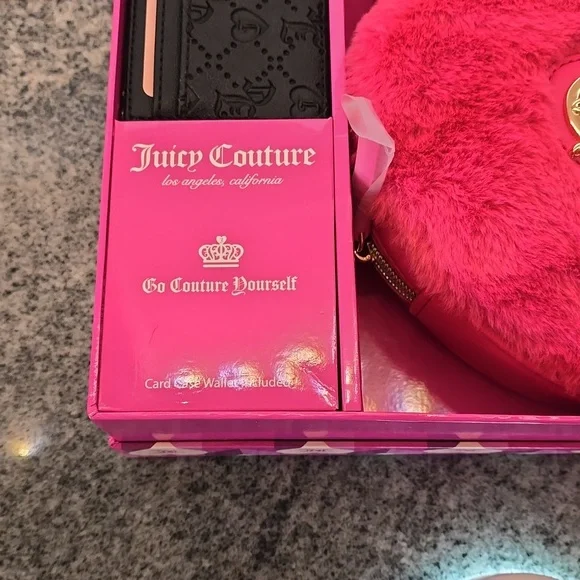 Juicy Couture
los angeles, california
Go Couture Yourself
Card Case Wallet Included